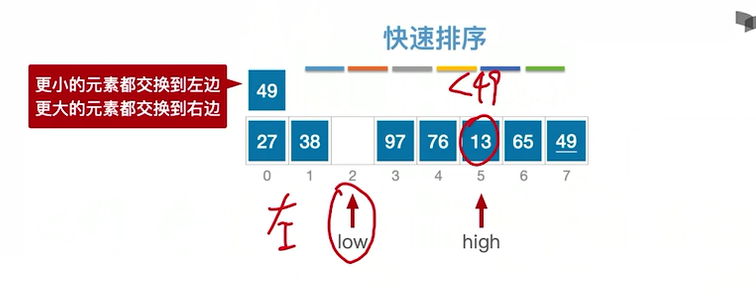 快速排序
更小的元素都交换到左边
更大的元素都交换到右边
49
<49
27 38 97 76 13 65 49
0 1 2 3 4 5 6 7
左
low high